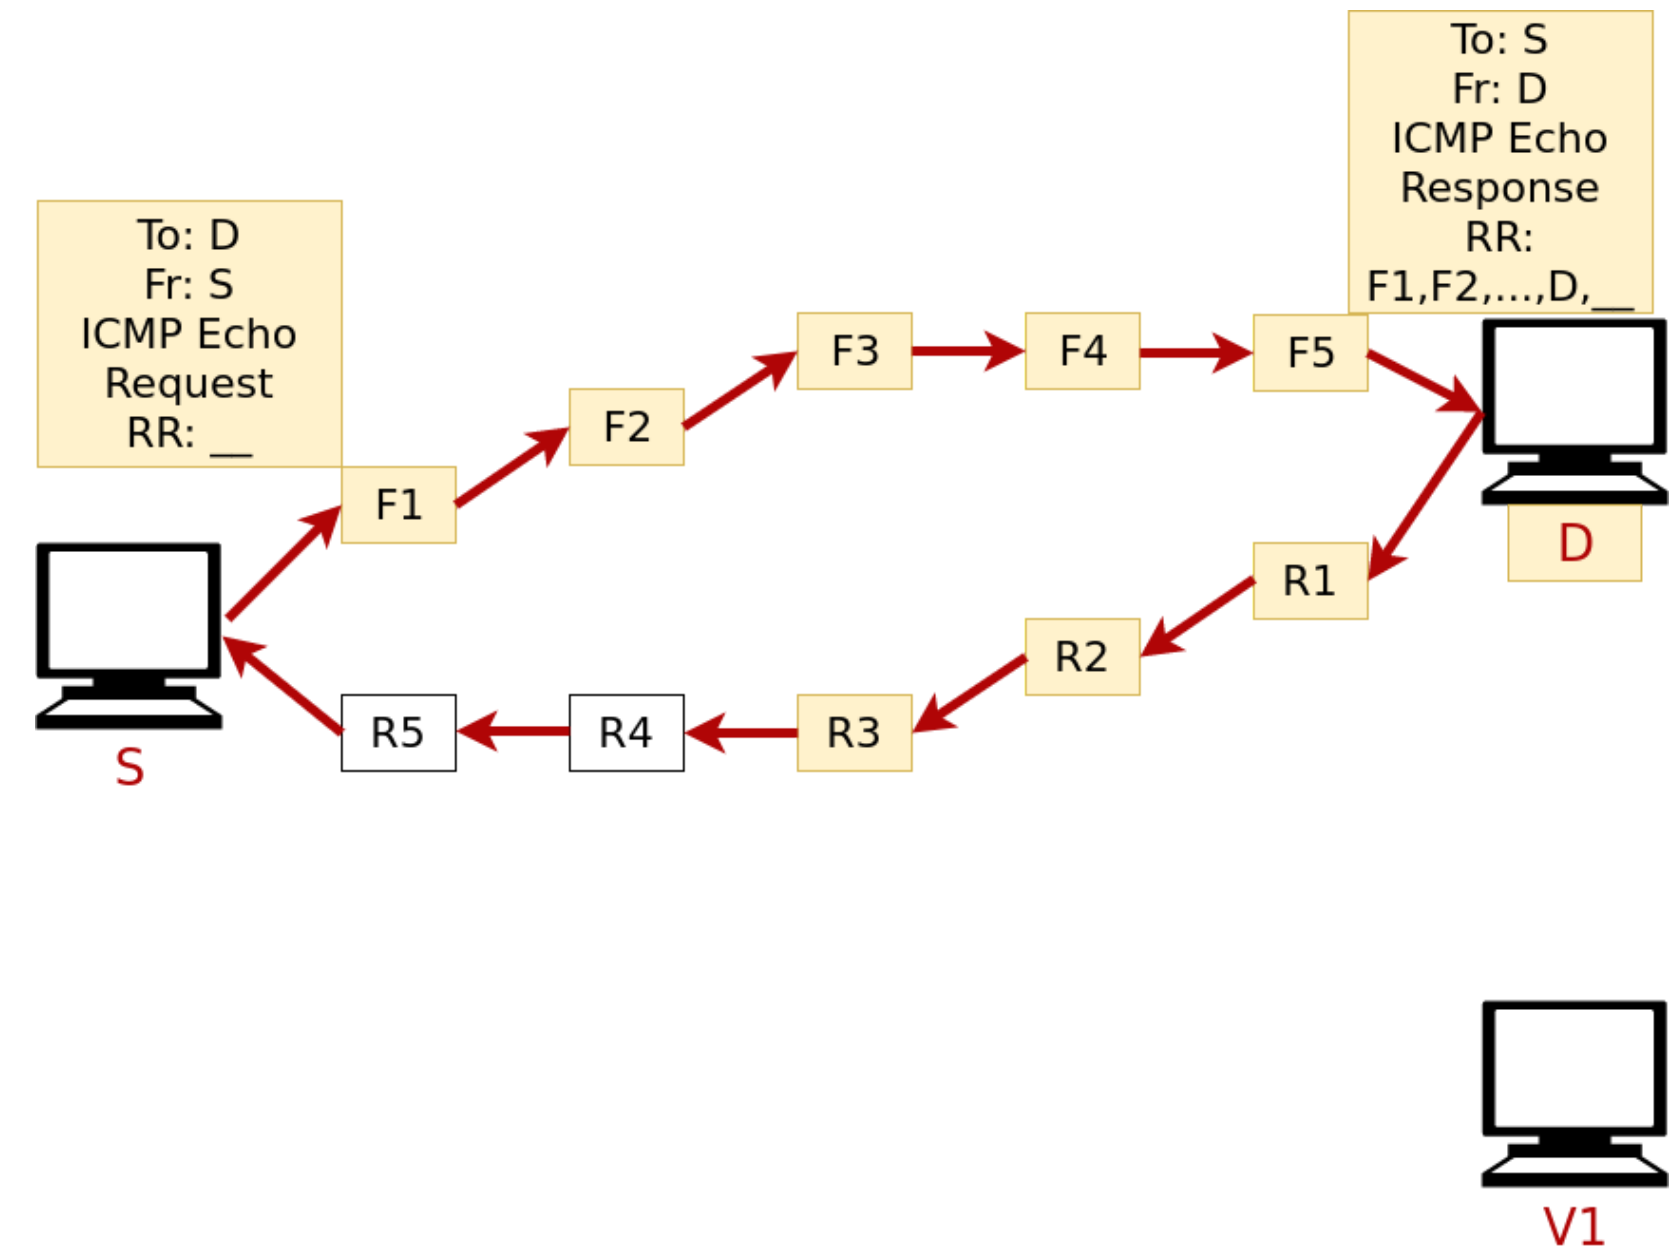 To: S
Fr: D
ICMP Echo
Response
RR:
F1,F2,...,D,__
To: D
Fr: S
ICMP Echo
Request
RR: __
F1
F2
F3
F4
F5
D
R1
R2
R3
R4
R5
S
V1